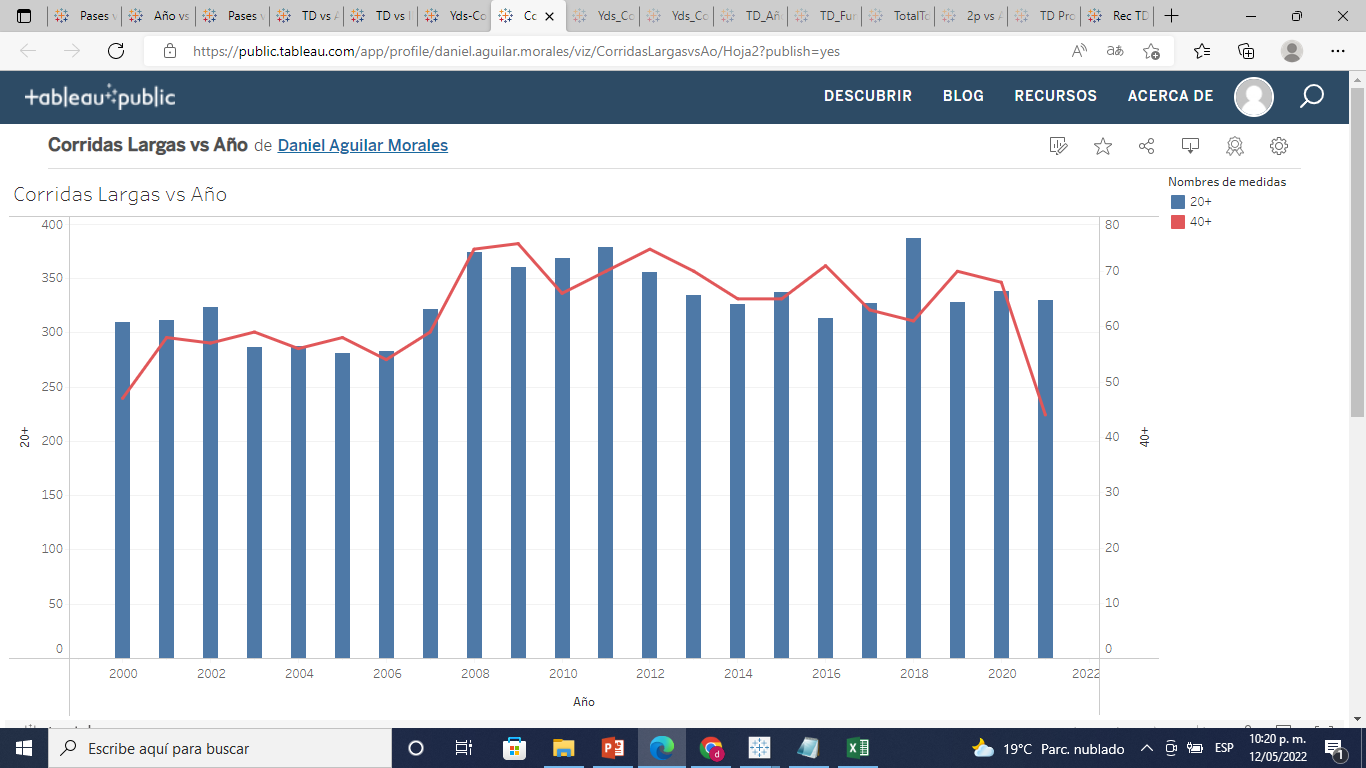 Pases v
Año vs
Pases v
TD vs A
TD vs I
Yds-Co
Co
Yds_Co
Yds_Co
TD_Año
TD_Fur
TotalTo
2p vs A
TD Pro
Rec TD
https://public.tableau.com/app/profile/daniel.aguilar.morales/viz/CorridasLargasvsAo/Hoja2?publish=yes
tableau public
DESCUBRIR
BLOG
RECURSOS
ACERCA DE
Corridas Largas vs Año de Daniel Aguilar Morales
Corridas Largas vs Año
Nombres de medidas
20+
40+
400
350
300
250
200
150
100
50
0
20+
80
70
60
50
40
30
20
10
0
40+
2000 2002 2004 2006 2008 2010 2012 2014 2016 2018 2020 2022
Año
Escribe aquí para buscar
19°C Parc. nublado
ESP
10:20 p. m.
12/05/2022
1